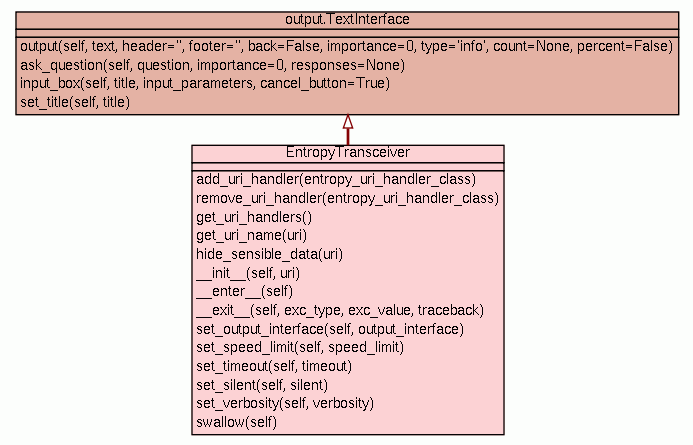 output.TextInterface
output(self, text, header='', footer='', back=False, importance=0, type='info', count=None, percent=False)
ask_question(self, question, importance=0, responses=None)
input_box(self, title, input_parameters, cancel_button=True)
set_title(self, title)
EntropyTransceiver
add_uri_handler(entropy_uri_handler_class)
remove_uri_handler(entropy_uri_handler_class)
get_uri_handlers()
get_uri_name(uri)
hide_sensible_data(uri)
__init__(self, uri)
__enter__(self)
__exit__(self, exc_type, exc_value, traceback)
set_output_interface(self, output_interface)
set_speed_limit(self, speed_limit)
set_timeout(self, timeout)
set_silent(self, silent)
set_verbosity(self, verbosity)
swallow(self)